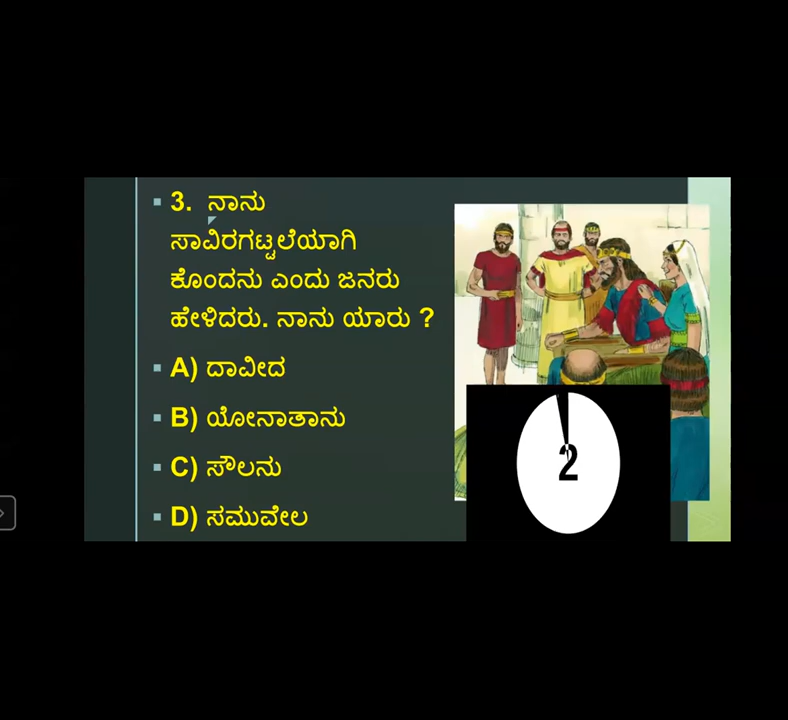 3. ನಾನು
ಸಾವಿರಗಟ್ಟಲೆಯಾಗಿ
ಕೊಂದನು ಎಂದು ಜನರು
ಹೇಳಿದರು. ನಾನು ಯಾರು ?
A) ದಾವೀದ
B) ಯೋನಾತಾನು
C) ಸೌಲನು
D) ಸಮುವೇಲ
2